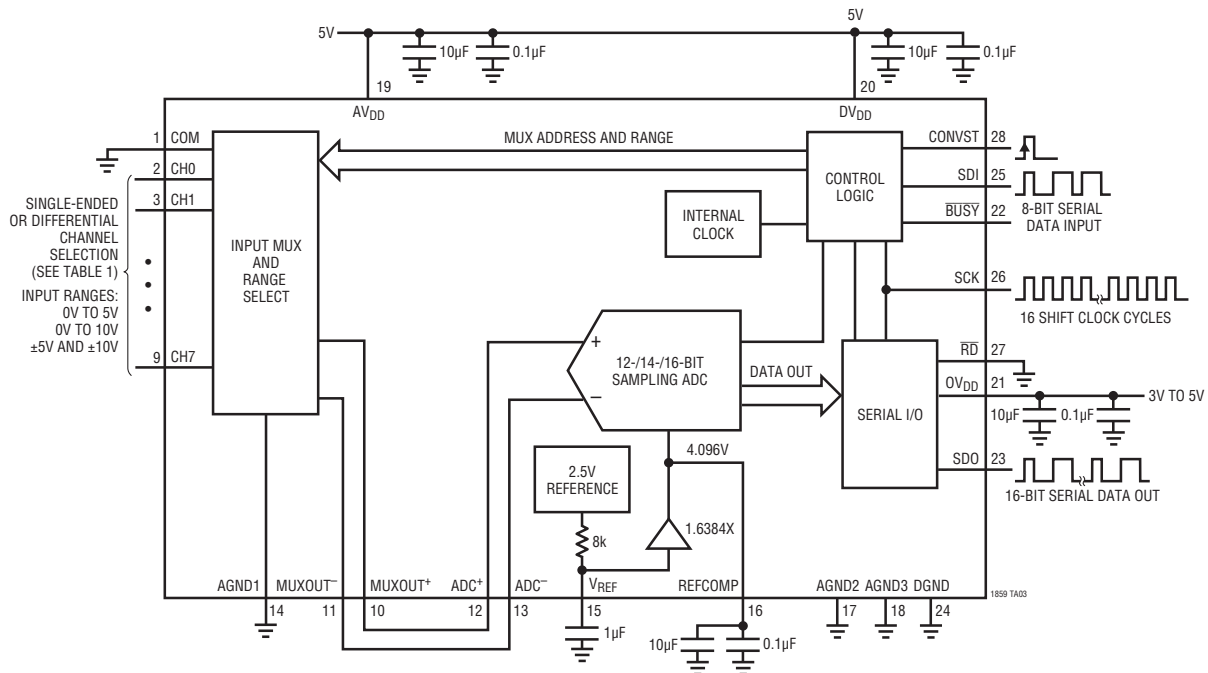 5V
10µF
0.1µF
5V
10µF
0.1µF
19
20
AVDD
DVDD
1
COM
2
CH0
3
CH1
9
CH7
SINGLE-ENDED
OR DIFFERENTIAL
CHANNEL
SELECTION
(SEE TABLE 1)
INPUT RANGES:
0V TO 5V
0V TO 10V
±5V AND ±10V
INPUT MUX
AND
RANGE
SELECT
MUX ADDRESS AND RANGE
INTERNAL
CLOCK
CONTROL
LOGIC
CONVST
28
SDI
25
BUSY
22
8-BIT SERIAL
DATA INPUT
SCK
26
16 SHIFT CLOCK CYCLES
+
−
12-/14-/16-BIT
SAMPLING ADC
DATA OUT
SERIAL I/O
RD
27
OVDD
21
3V TO 5V
10µF
0.1µF
SDO
23
16-BIT SERIAL DATA OUT
4.096V
2.5V
REFERENCE
8k
1.6384X
AGND1
MUXOUT−
MUXOUT+
ADC+
ADC−
VREF
REFCOMP
AGND2
AGND3
DGND
1859 TA03
14
11
10
12
13
15
16
17
18
24
1µF
10µF
0.1µF